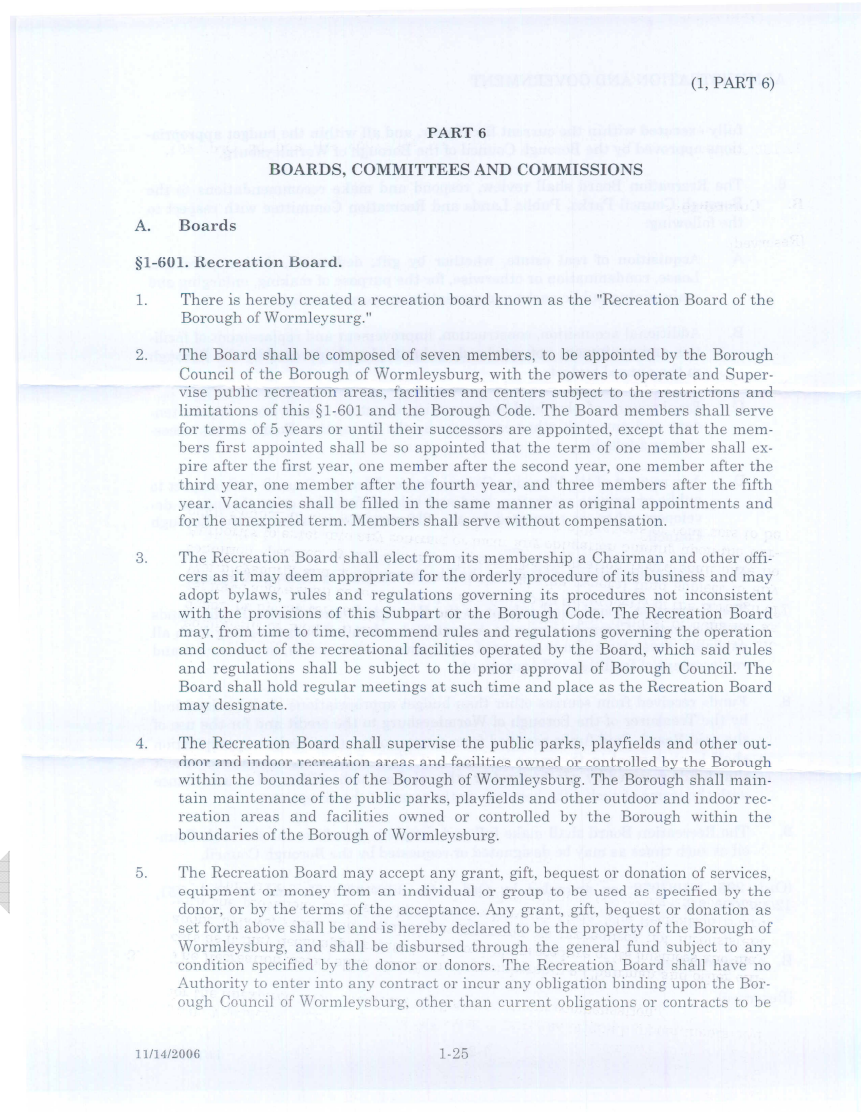 (1, PART 6)
PART 6
BOARDS, COMMITTEES AND COMMISSIONS
A. Boards
§1-601. Recreation Board.
1. There is hereby created a recreation board known as the "Recreation Board of the
Borough of Wormleysurg."
2. The Board shall be composed of seven members, to be appointed by the Borough
Council of the Borough of Wormleysburg, with the powers to operate and Super-
vise public recreation areas, facilities and centers subject to the restrictions and
limitations of this §1-601 and the Borough Code. The Board members shall serve
for terms of 5 years or until their successors are appointed, except that the mem-
bers first appointed shall be so appointed that the term of one member shall ex-
pire after the first year, one member after the second year, one member after the
third year, one member after the fourth year, and three members after the fifth
year. Vacancies shall be filled in the same manner as original appointments and
for the unexpired term. Members shall serve without compensation.
3. The Recreation Board shall elect from its membership a Chairman and other offi-
cers as it may deem appropriate for the orderly procedure of its business and may
adopt bylaws, rules and regulations governing its procedures not inconsistent
with the provisions of this Subpart or the Borough Code. The Recreation Board
may, from time to time, recommend rules and regulations governing the operation
and conduct of the recreational facilities operated by the Board, which said rules
and regulations shall be subject to the prior approval of Borough Council. The
Board shall hold regular meetings at such time and place as the Recreation Board
may designate.
4. The Recreation Board shall supervise the public parks, playfields and other out-
door and indoor recreation areas and facilities owned or controlled by the Borough
within the boundaries of the Borough of Wormleysburg. The Borough shall main-
tain maintenance of the public parks, playfields and other outdoor and indoor rec-
reation areas and facilities owned or controlled by the Borough within the
boundaries of the Borough of Wormleysburg.
5. The Recreation Board may accept any grant, gift, bequest or donation of services,
equipment or money from an individual or group to be used as specified by the
donor, or by the terms of the acceptance. Any grant, gift, bequest or donation as
set forth above shall be and is hereby declared to be the property of the Borough of
Wormleysburg, and shall be disbursed through the general fund subject to any
condition specified by the donor or donors. The Recreation Board shall have no
Authority to enter into any contract or incur any obligation binding upon the Bor-
ough Council of Wormleysburg, other than current obligations or contracts to be
11/14/2006 1-25